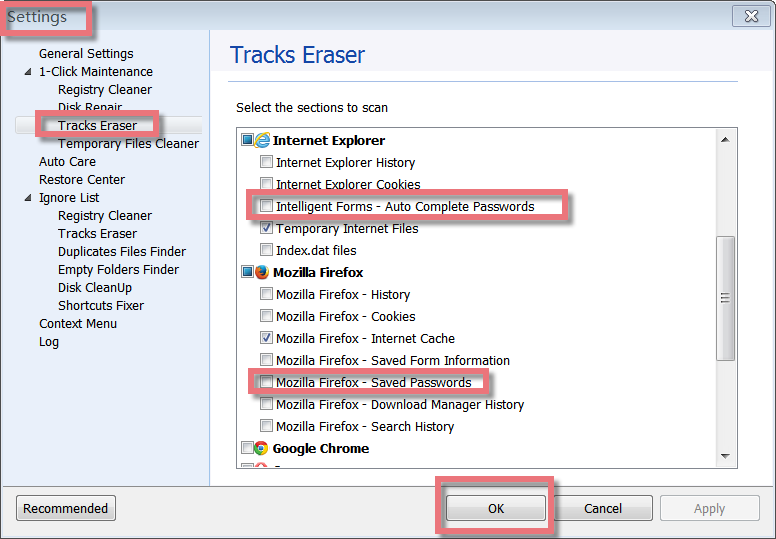 Settings
General Settings
1-Click Maintenance
Registry Cleaner
Disk Repair
Tracks Eraser
Temporary Files Cleaner
Auto Care
Restore Center
Ignore List
Registry Cleaner
Tracks Eraser
Duplicates Files Finder
Empty Folders Finder
Disk CleanUp
Shortcuts Fixer
Context Menu
Log
Tracks Eraser
Select the sections to scan
Internet Explorer
Internet Explorer History
Internet Explorer Cookies
Intelligent Forms - Auto Complete Passwords
Temporary Internet Files
Index.dat files
Mozilla Firefox
Mozilla Firefox - History
Mozilla Firefox - Cookies
Mozilla Firefox - Internet Cache
Mozilla Firefox - Saved Form Information
Mozilla Firefox - Saved Passwords
Mozilla Firefox - Download Manager History
Mozilla Firefox - Search History
Google Chrome
Recommended
OK
Cancel
Apply